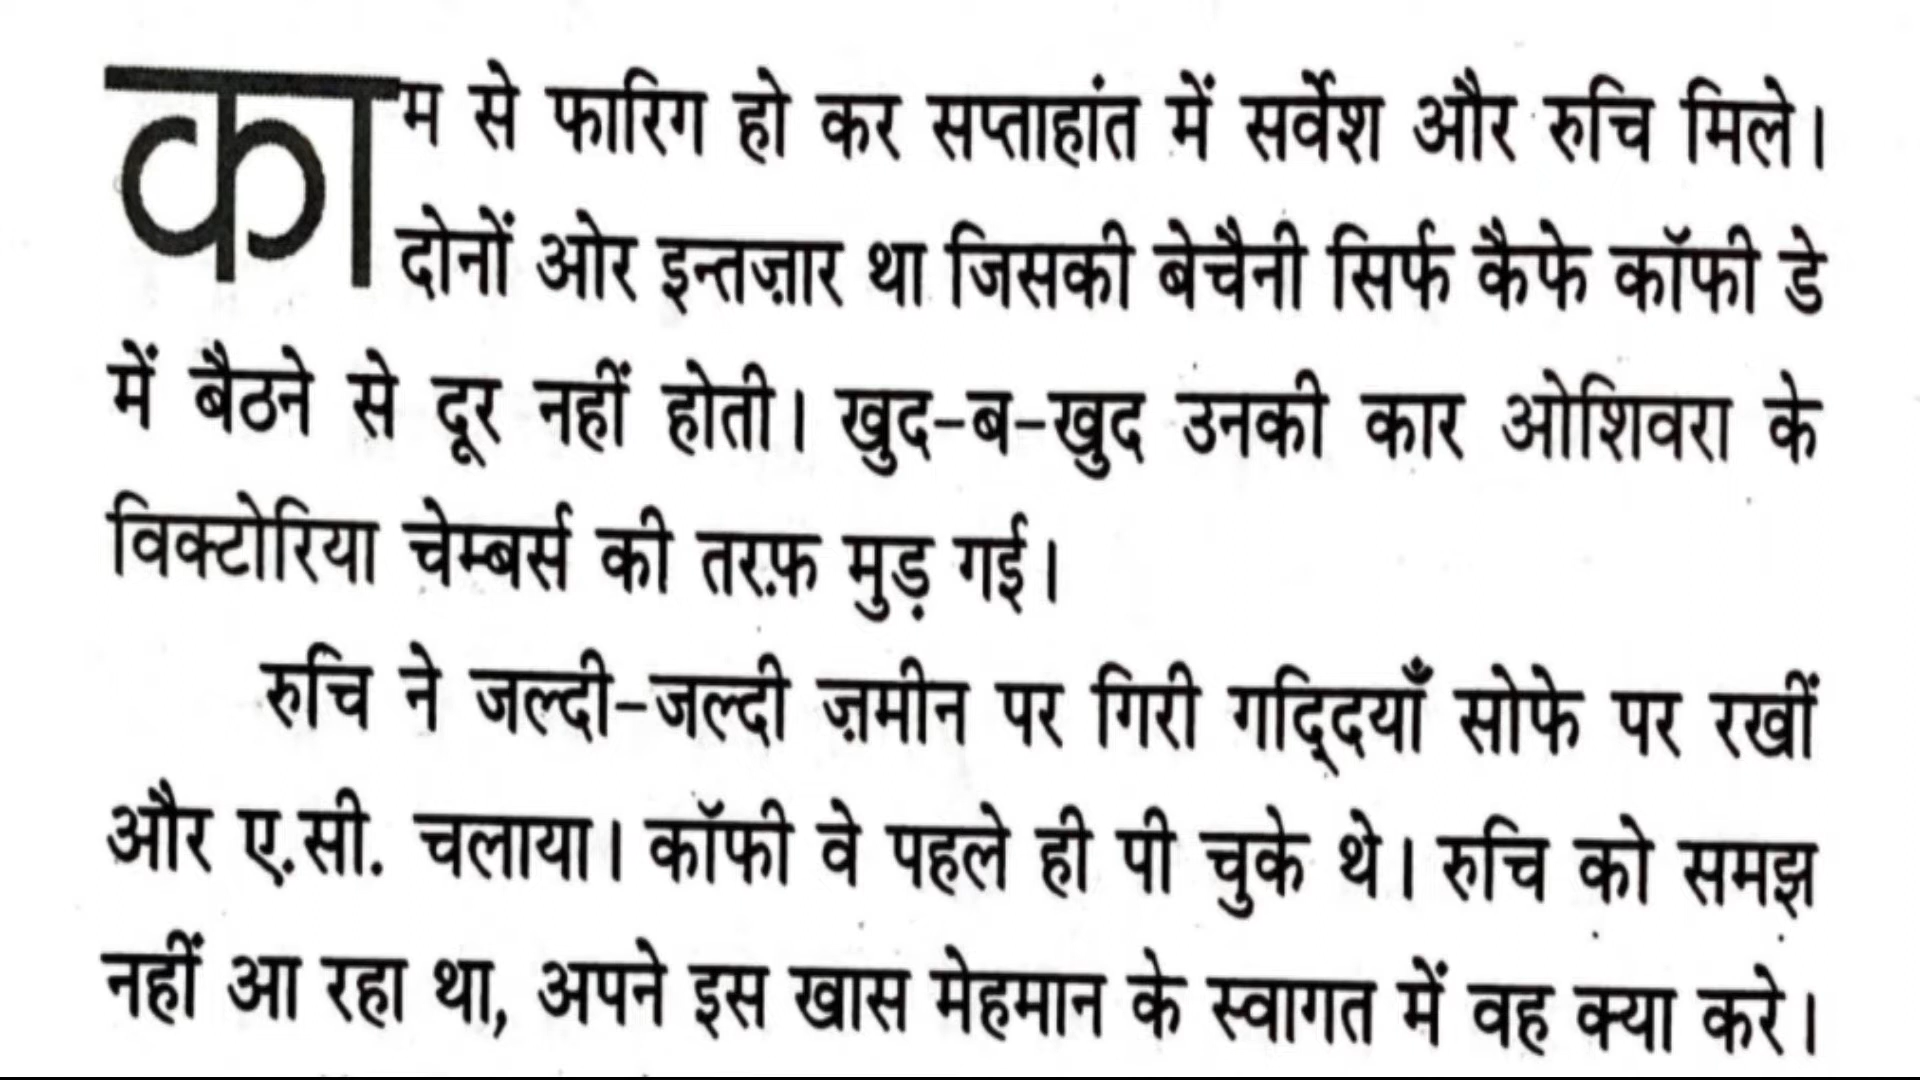 काम से फारिग हो कर सप्ताहांत में सर्वेश और रुचि मिले।
दोनों ओर इन्तज़ार था जिसकी बेचैनी सिर्फ कैफे कॉफी डे
में बैठने से दूर नहीं होती। खुद-ब-खुद उनकी कार ओशिवरा के
विक्टोरिया चेम्बर्स की तरफ़ मुड़ गई।
रुचि ने जल्दी-जल्दी ज़मीन पर गिरी गद्दियाँ सोफे पर रखीं
और ए.सी. चलाया। कॉफी वे पहले ही पी चुके थे। रुचि को समझ
नहीं आ रहा था, अपने इस खास मेहमान के स्वागत में वह क्या करे।